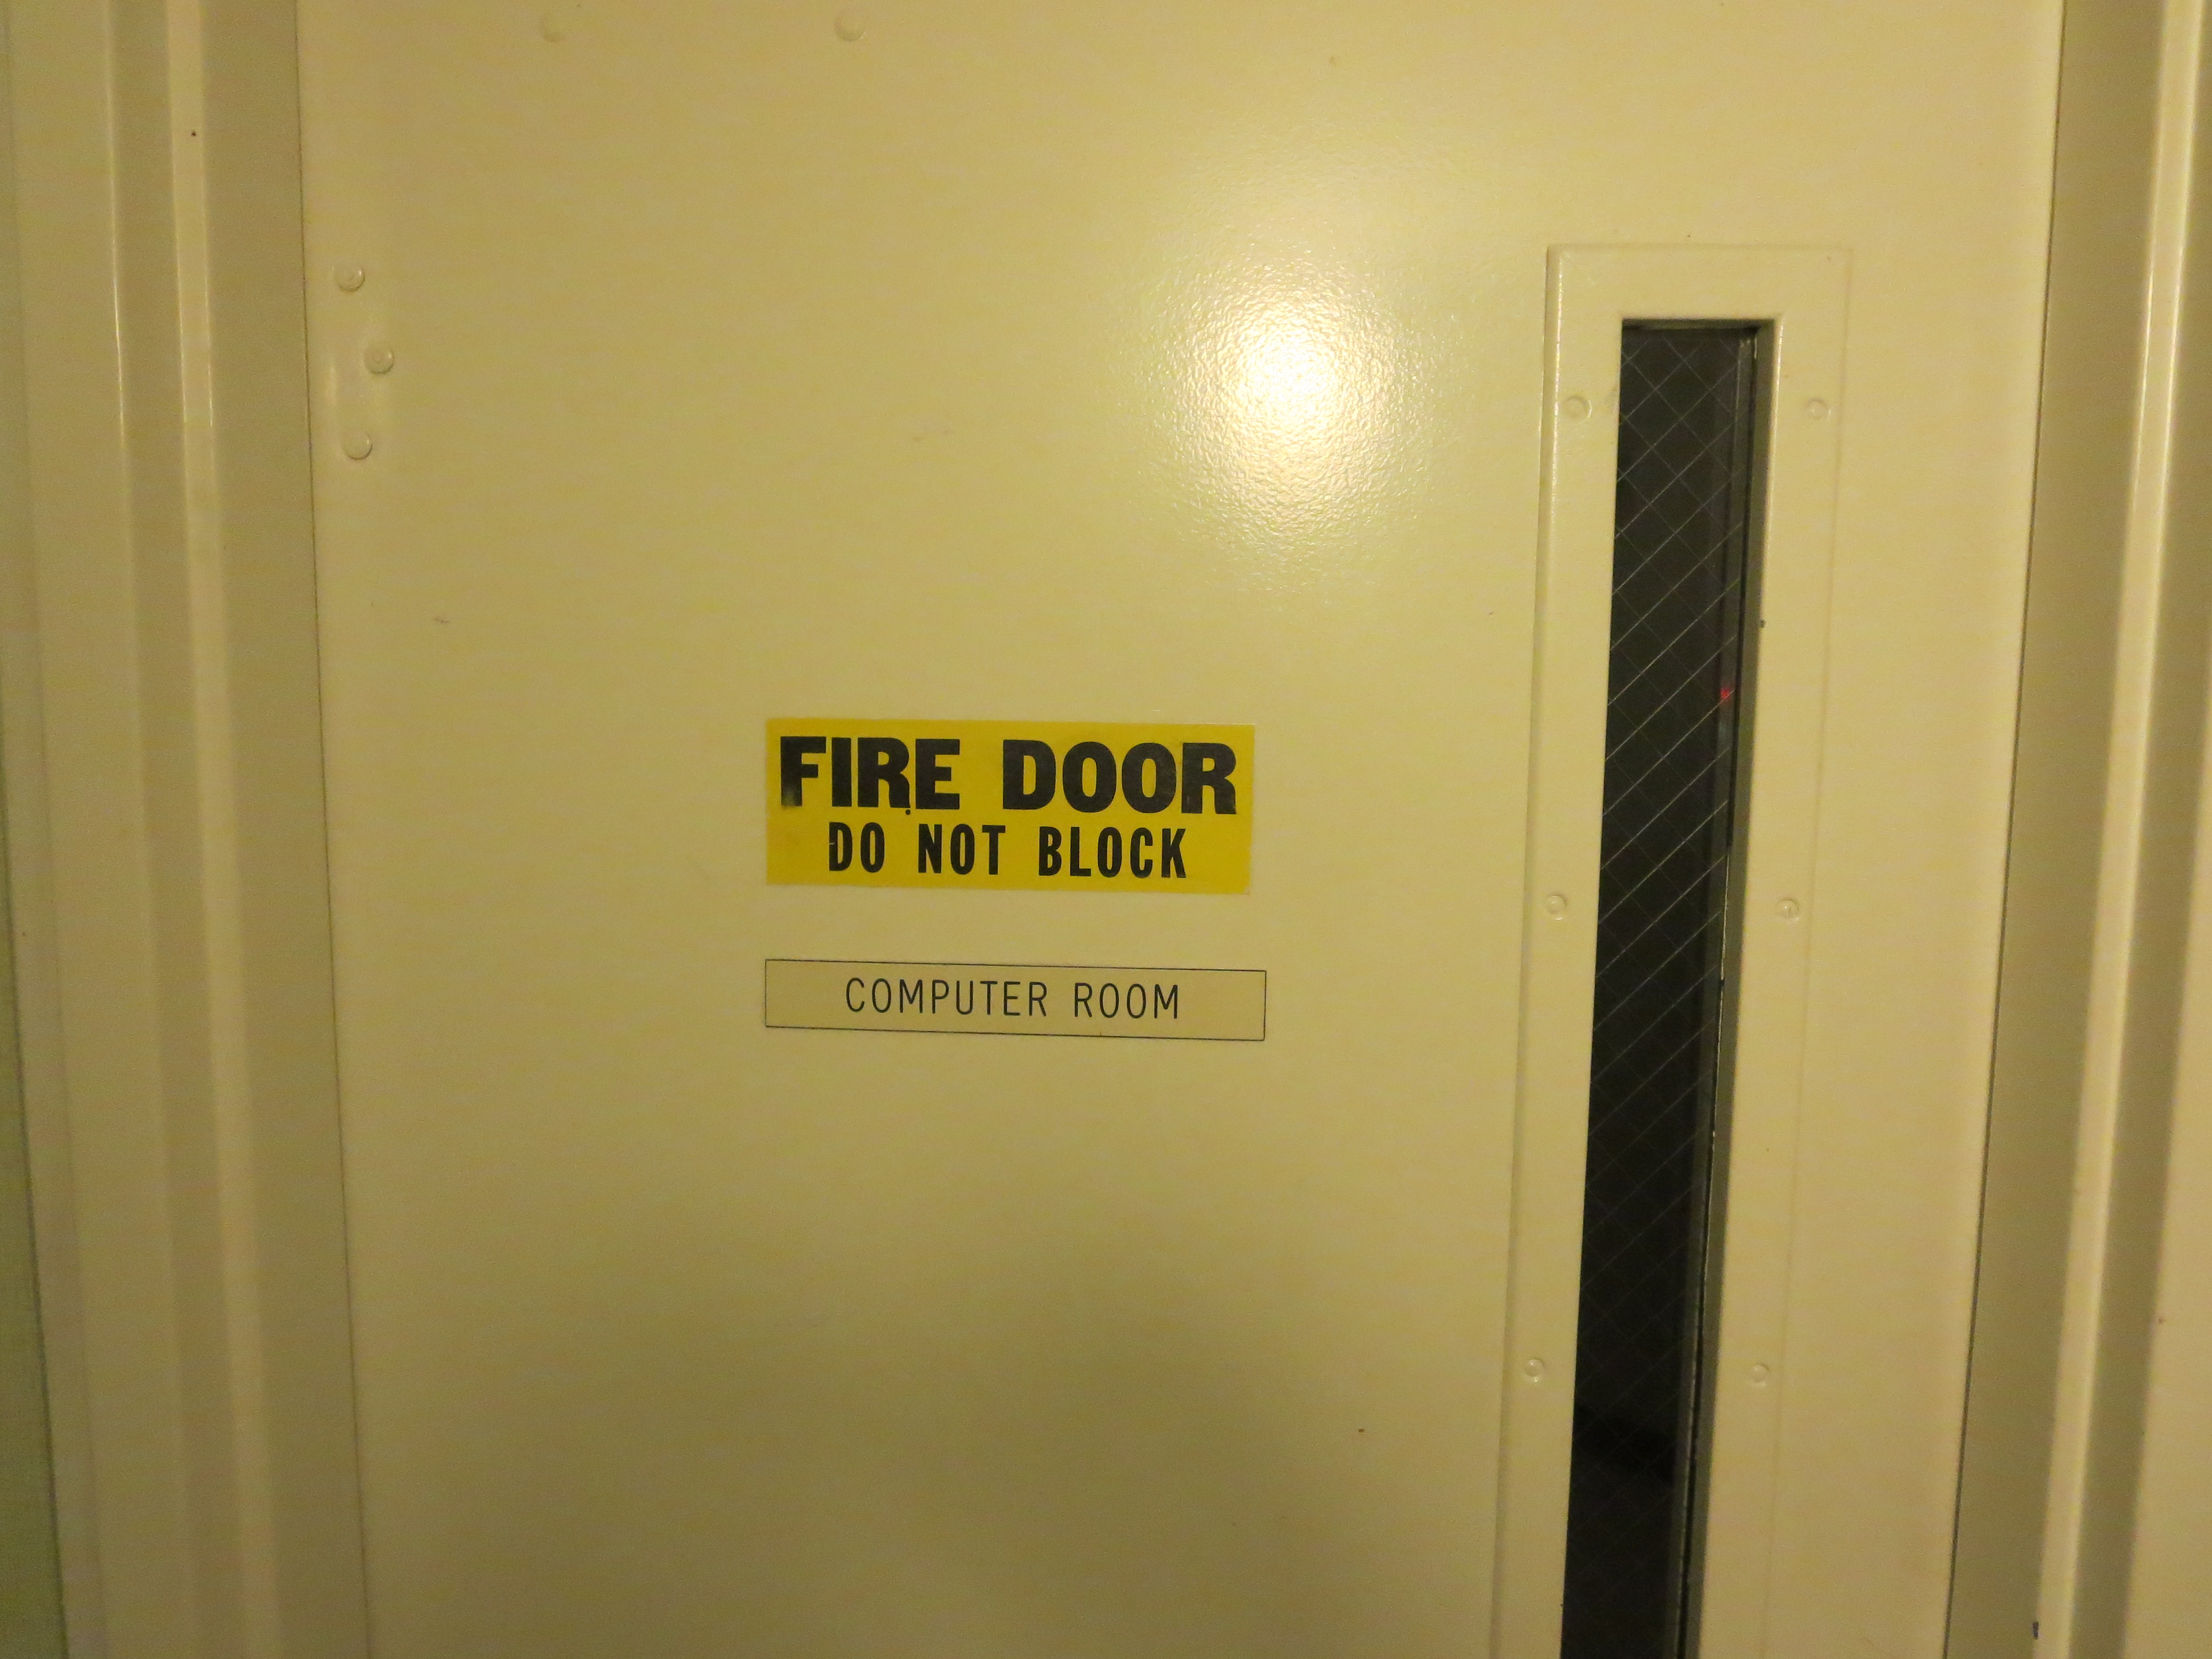 FIRE DOOR
DO NOT BLOCK
COMPUTER ROOM